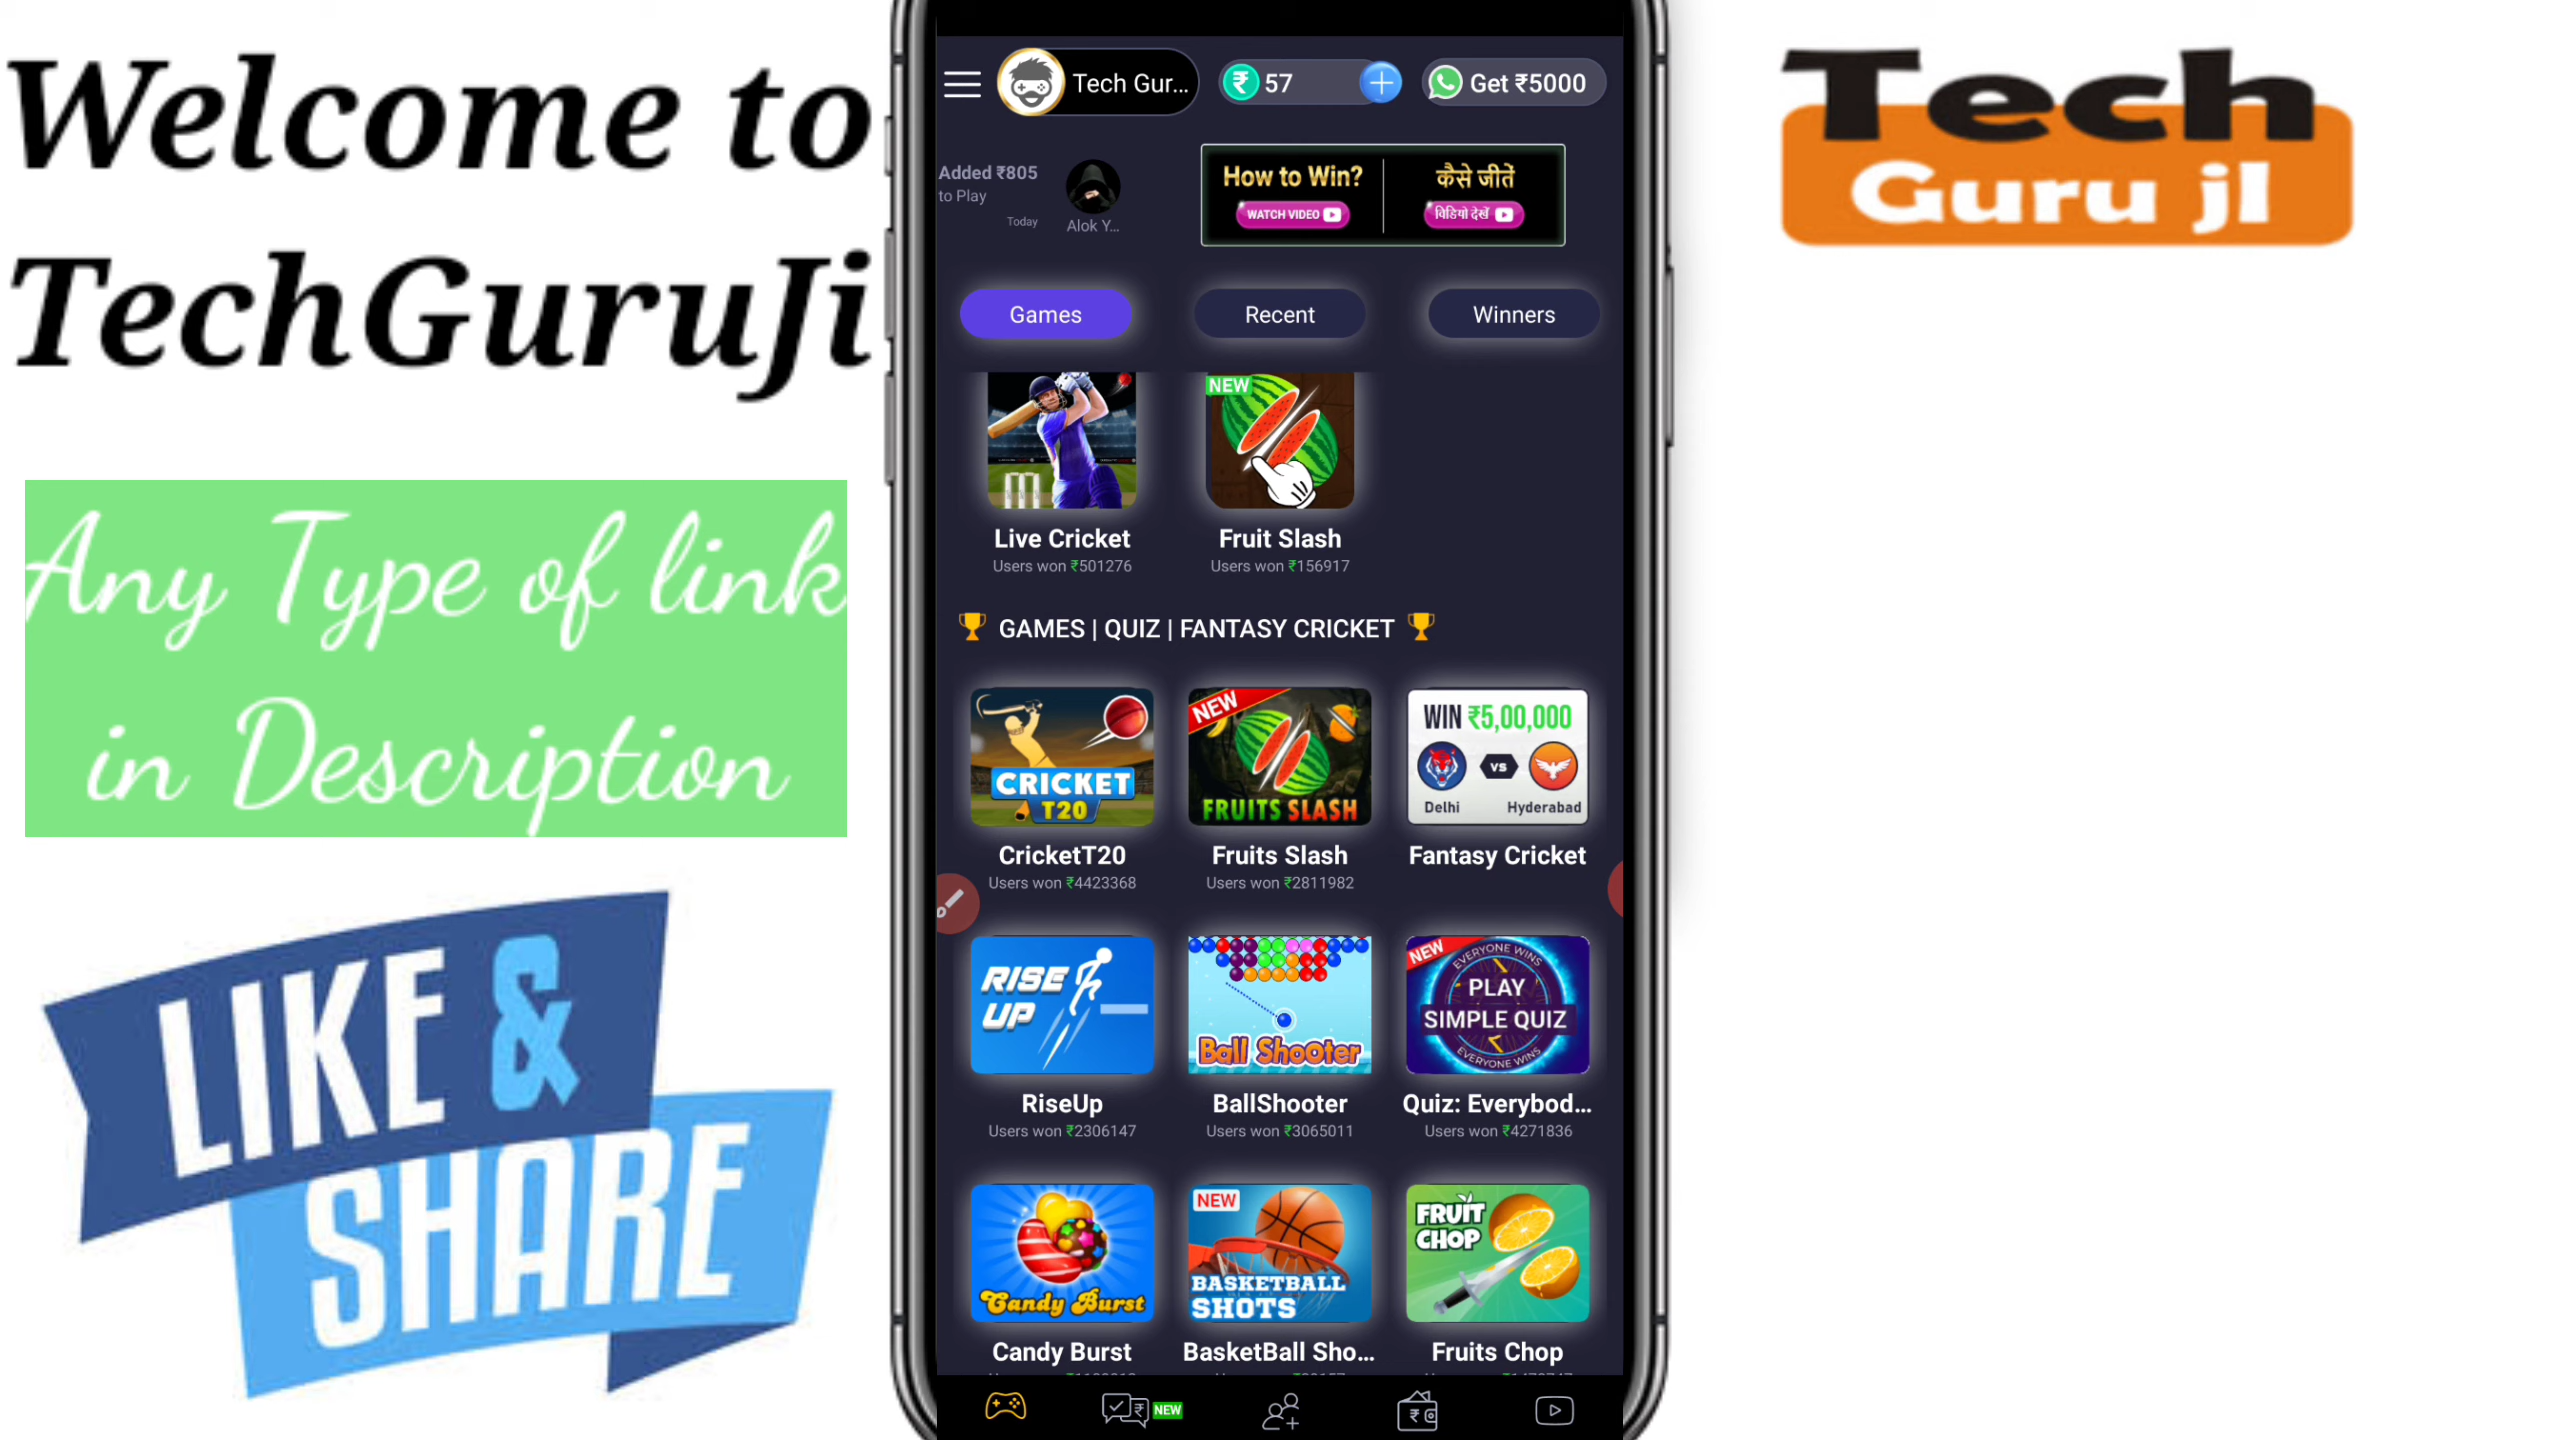 Welcome to
TechGuruJi
Any Type of link
in Description
LIKE &
SHARE
Tech
Guru jI
Tech Gur...
₹ 57
Get ₹5000
Added ₹805
to Play
Today
Alok Y...
How to Win?
WATCH VIDEO
कैसे जीतें
विडियो देखें
Games
Recent
Winners
NEW
Live Cricket
Users won ₹501276
Fruit Slash
Users won ₹156917
GAMES | QUIZ | FANTASY CRICKET
CRICKET
T20
CricketT20
Users won ₹4423368
NEW
FRUITS SLASH
Fruits Slash
Users won ₹2811982
WIN ₹5,00,000
VS
Delhi
Hyderabad
Fantasy Cricket
RISE
UP
RiseUp
Users won ₹2306147
Ball Shooter
BallShooter
Users won ₹3065011
NEW
EVERYONE WINS
PLAY
SIMPLE QUIZ
EVERYONE WINS
Quiz: Everybod...
Users won ₹4271836
Candy Burst
Candy Burst
NEW
BASKETBALL
SHOTS
BasketBall Sho...
FRUIT
CHOP
Fruits Chop
NEW